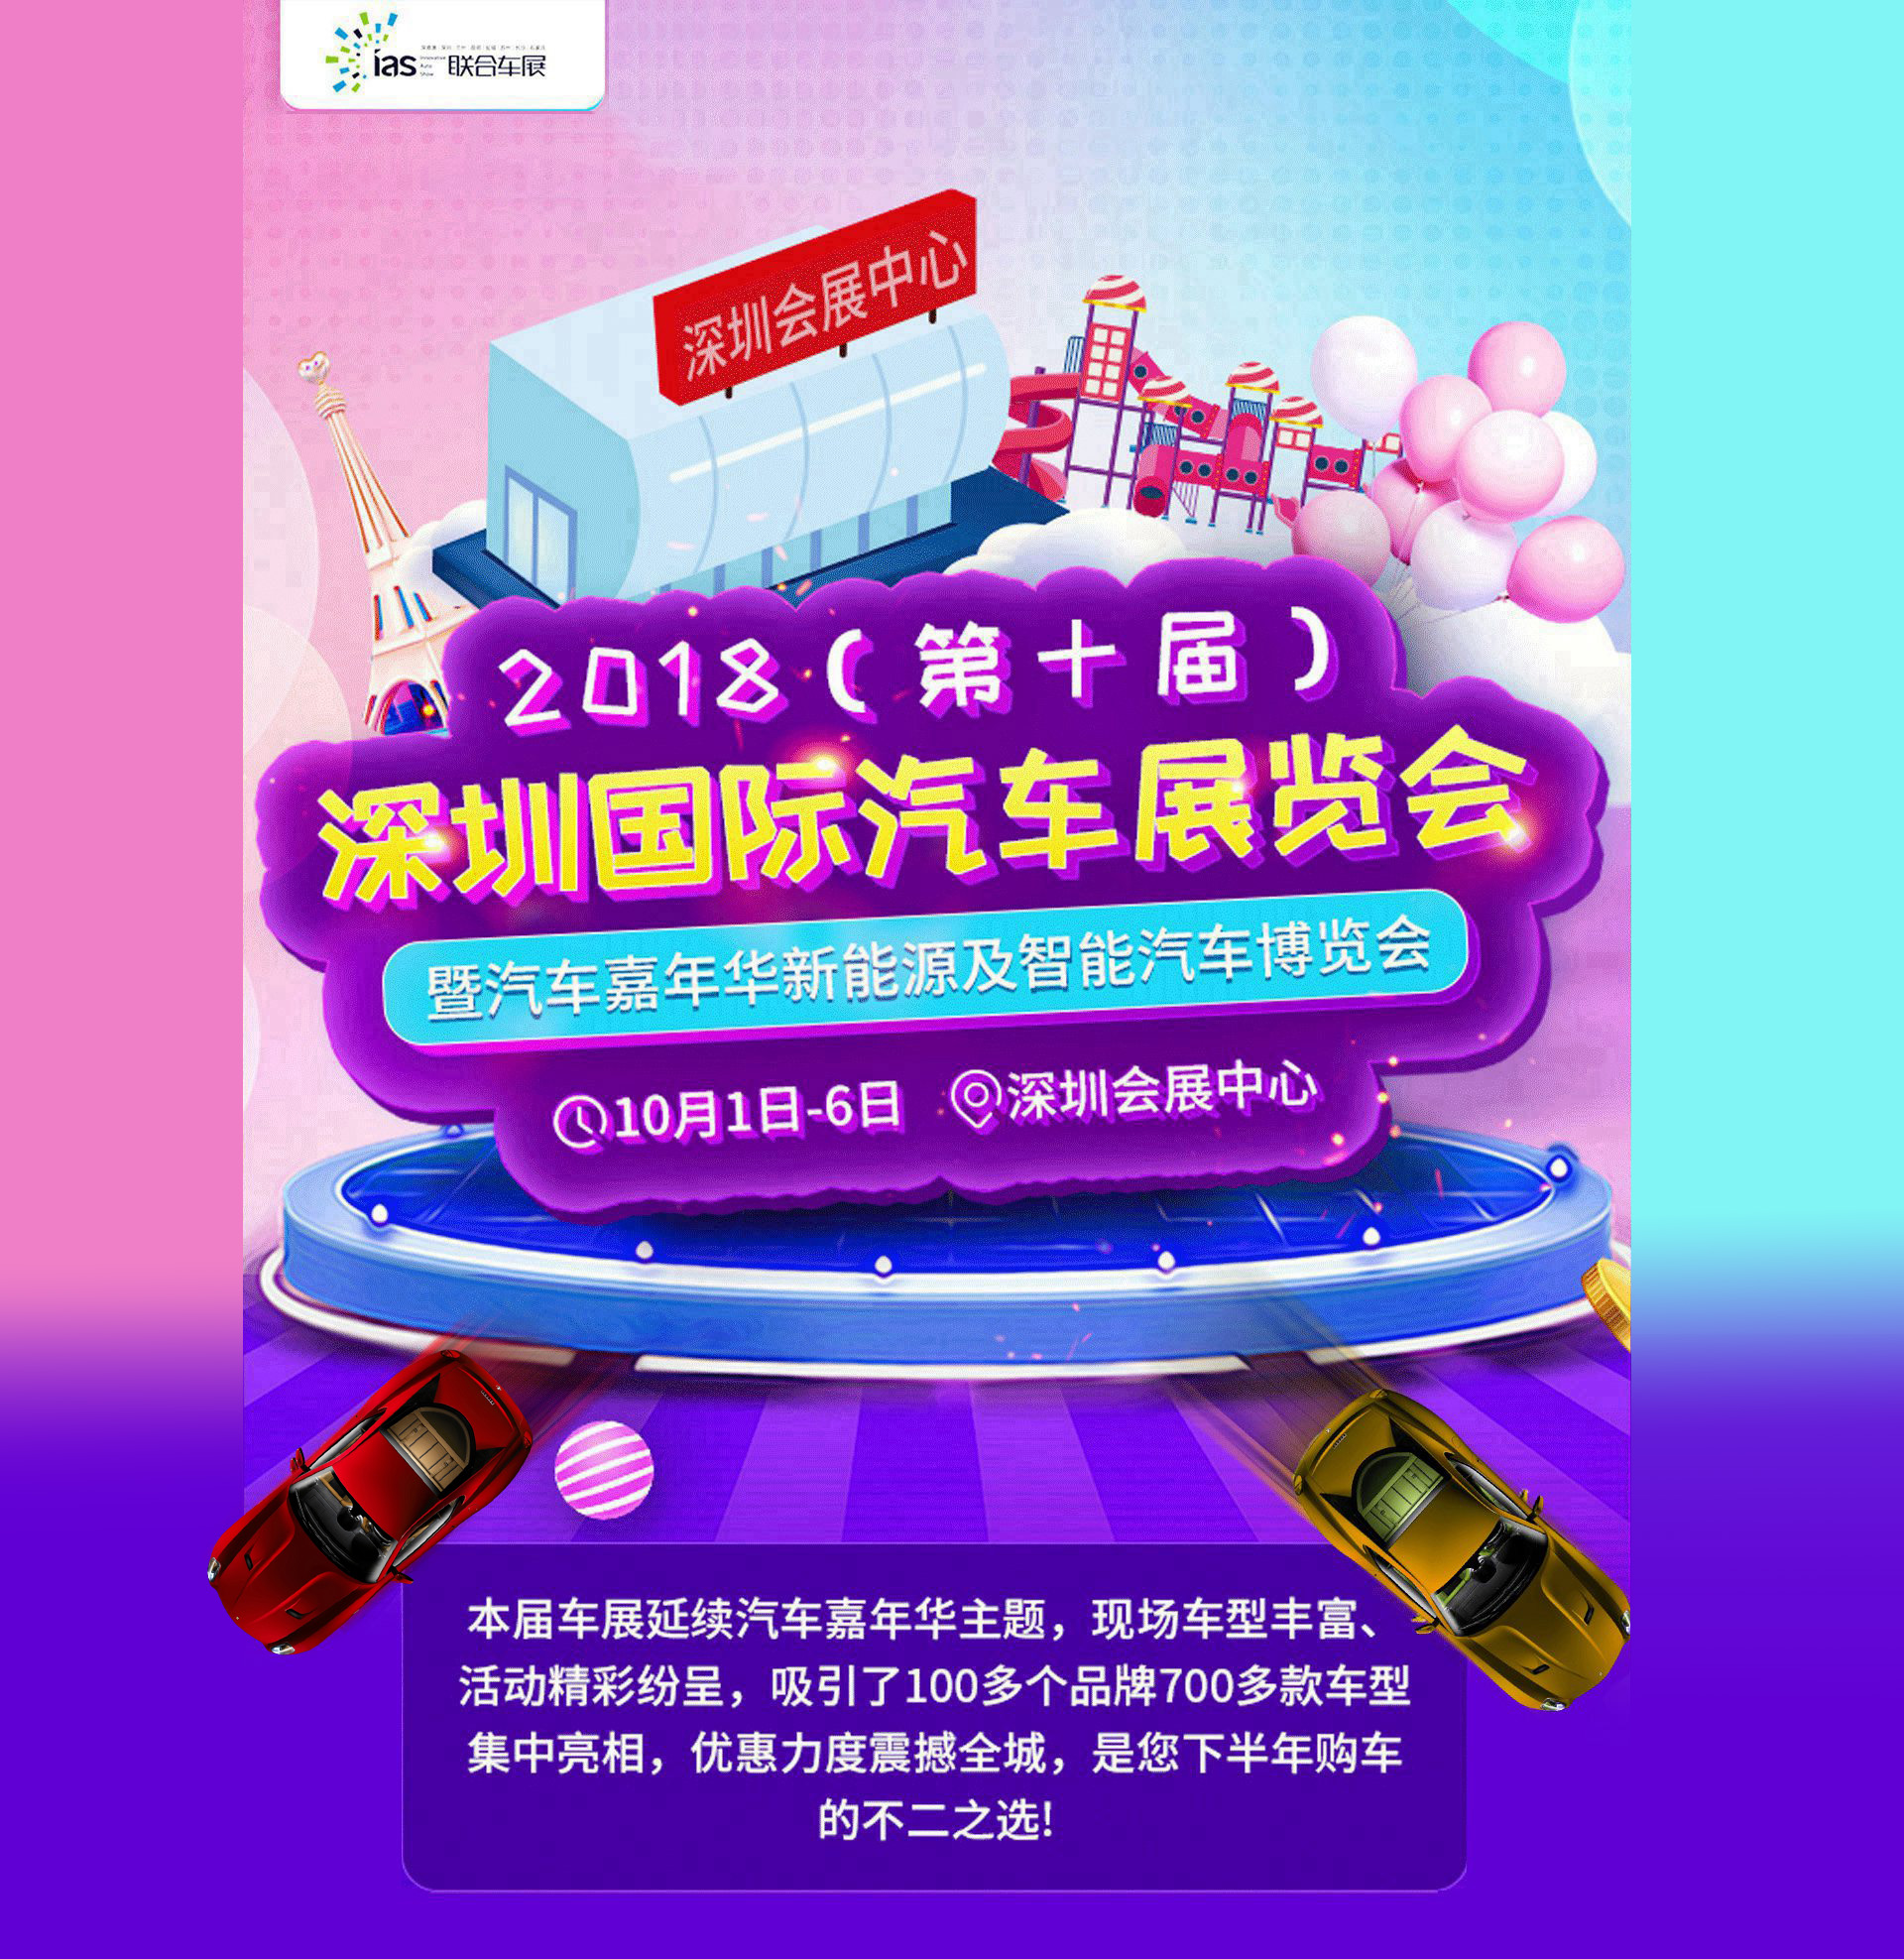 ias 联合车展
深圳会展中心
2018(第十届)
深圳国际汽车展览会
暨汽车嘉年华新能源及智能汽车博览会
10月1日-6日 深圳会展中心
本届车展延续汽车嘉年华主题，现场车型丰富、
活动精彩纷呈，吸引了100多个品牌700多款车型
集中亮相，优惠力度震撼全城，是您下半年购车
的不二之选!